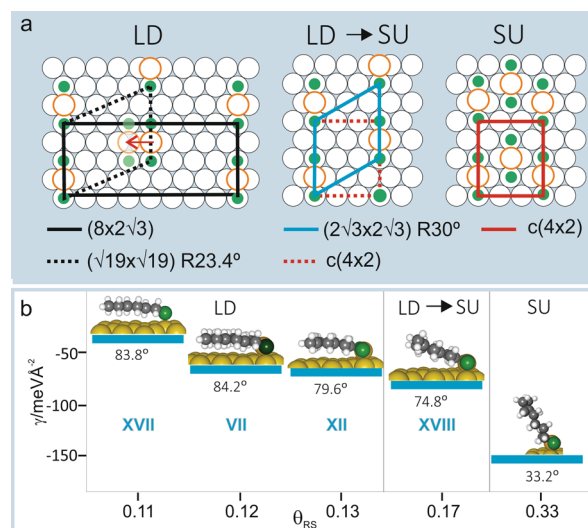 a
LD
LD → SU
SU
(8x2√3)
(2√3x2√3) R30º
c(4x2)
(√19x√19) R23.4º
c(4x2)
b
LD
LD → SU
SU
γ/meVÅ⁻²
-50
-100
-150
83.8º
84.2º
79.6º
74.8º
33.2º
XVII
VII
XII
XVIII
0.11
0.12
0.13
0.17
0.33
θRS